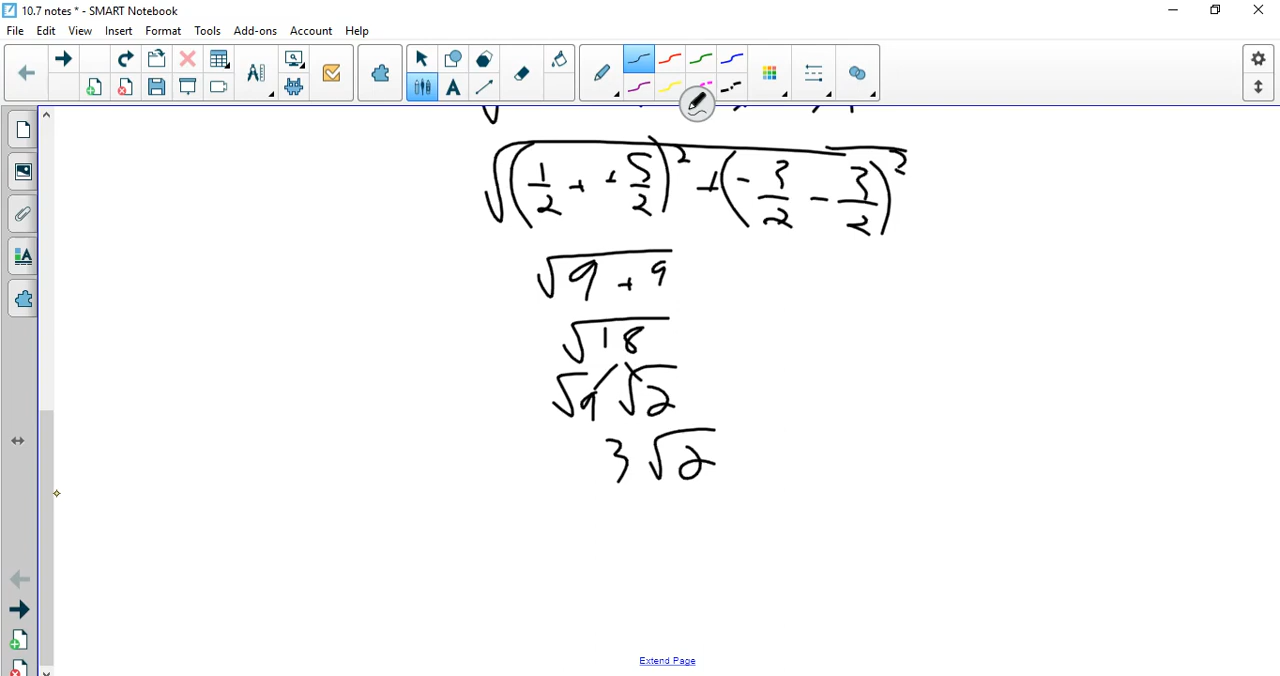 10.7 notes * - SMART Notebook
File Edit View Insert Format Tools Add-ons Account Help
√((1/2 + +5/2)² + (-3/2 - 3/2)²)
√9 + 9
√18
√9 √2
3 √2
Extend Page